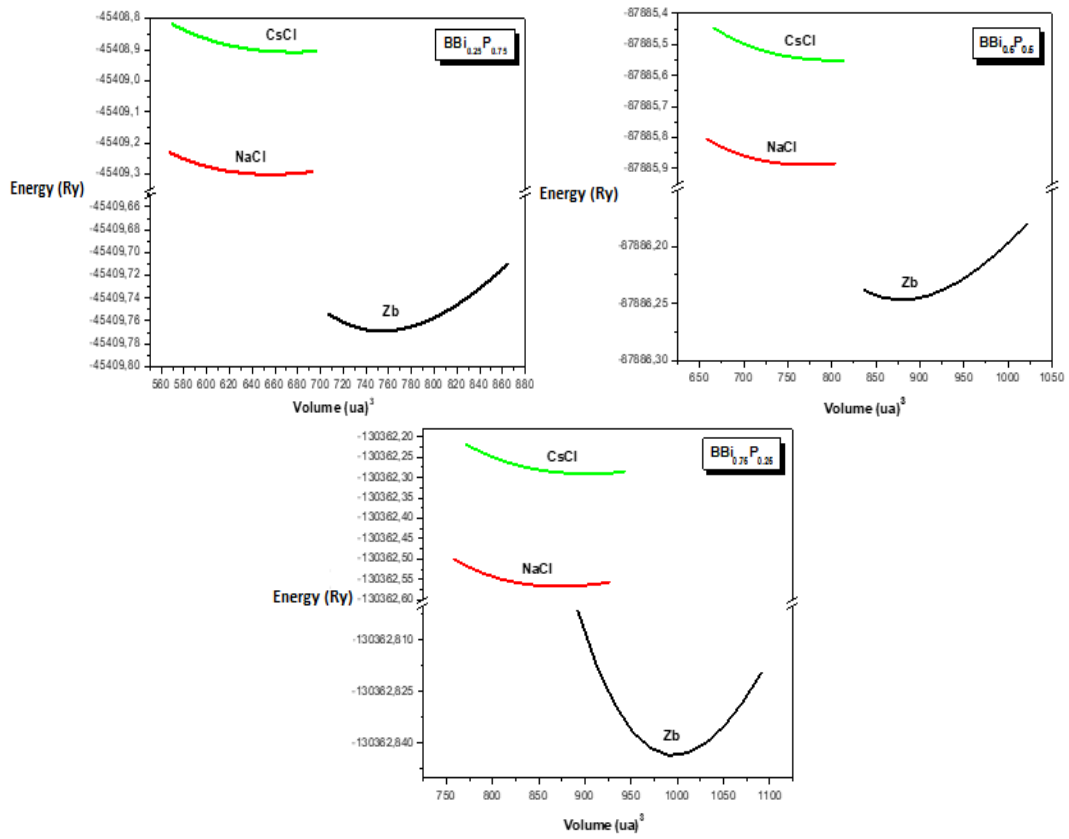 BBi0.25P0.75
CsCl
NaCl
Zb
Energy (Ry)
-45408,8
-45408,9
-45409,0
-45409,1
-45409,2
-45409,3
-45409,66
-45409,68
-45409,70
-45409,72
-45409,74
-45409,76
-45409,78
-45409,80
560 580 600 620 640 660 680 700 720 740 760 780 800 820 840 860 880
Volume (ua)³
BBi0.5P0.5
CsCl
NaCl
Zb
Energy (Ry)
-87885,4
-87885,5
-87885,6
-87885,7
-87885,8
-87885,9
-87886,20
-87886,25
-87886,30
650 700 750 800 850 900 950 1000 1050
Volume (ua)³
BBi0.75P0.25
CsCl
NaCl
Zb
Energy (Ry)
-130362,20
-130362,25
-130362,30
-130362,35
-130362,40
-130362,45
-130362,50
-130362,55
-130362,60
-130362,810
-130362,825
-130362,840
750 800 850 900 950 1000 1050 1100
Volume (ua)³